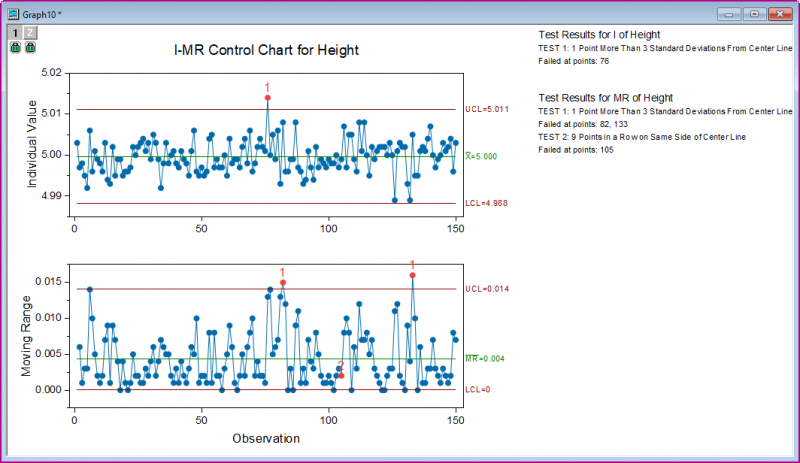 Graph10 *
1 2
I-MR Control Chart for Height
Individual Value
5.02
5.01
5.00
4.99
1
UCL=5.011
X=5.000
LCL=4.988
0 50 100 150
Moving Range
0.015
0.010
0.005
0.000
1
1
2
UCL=0.014
MR=0.004
LCL=0
0 50 100 150
Observation
Test Results for I of Height
TEST 1: 1 Point More Than 3 Standard Deviations From Center Line
Failed at points: 76
Test Results for MR of Height
TEST 1: 1 Point More Than 3 Standard Deviations From Center Line
Failed at points: 82, 133
TEST 2: 9 Points in a Row on Same Side of Center Line
Failed at points: 105